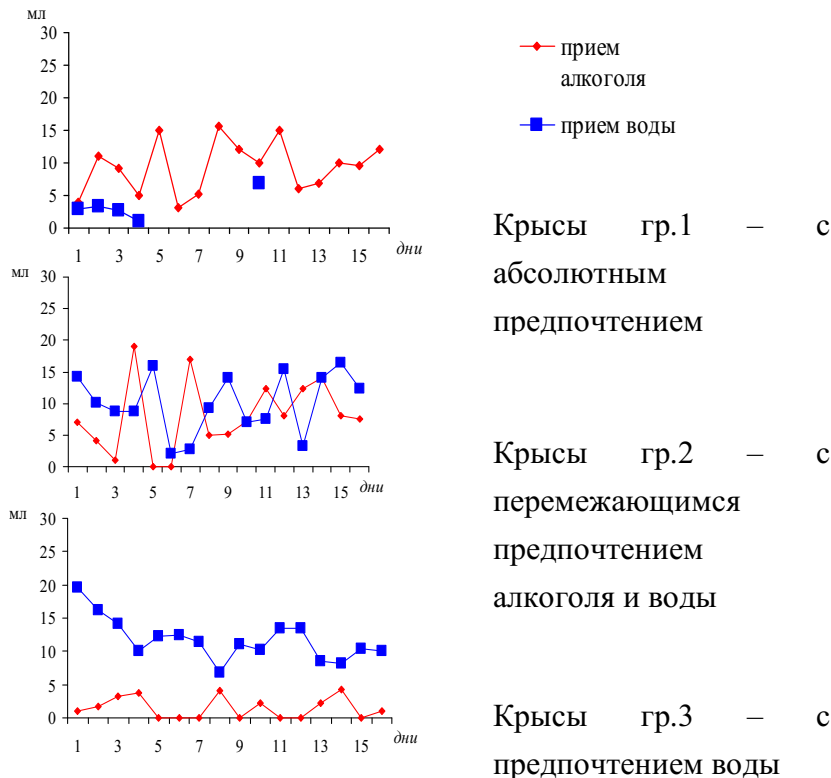 мл
30
25
20
15
10
5
0
1 3 5 7 9 11 13 15 дни
прием
алкоголя
прием воды
Крысы гр.1 – с
абсолютным
предпочтением
мл
30
25
20
15
10
5
0
1 3 5 7 9 11 13 15 дни
Крысы гр.2 – с
перемежающимся
предпочтением
алкоголя и воды
мл
30
25
20
15
10
5
0
1 3 5 7 9 11 13 15 дни
Крысы гр.3 – с
предпочтением воды